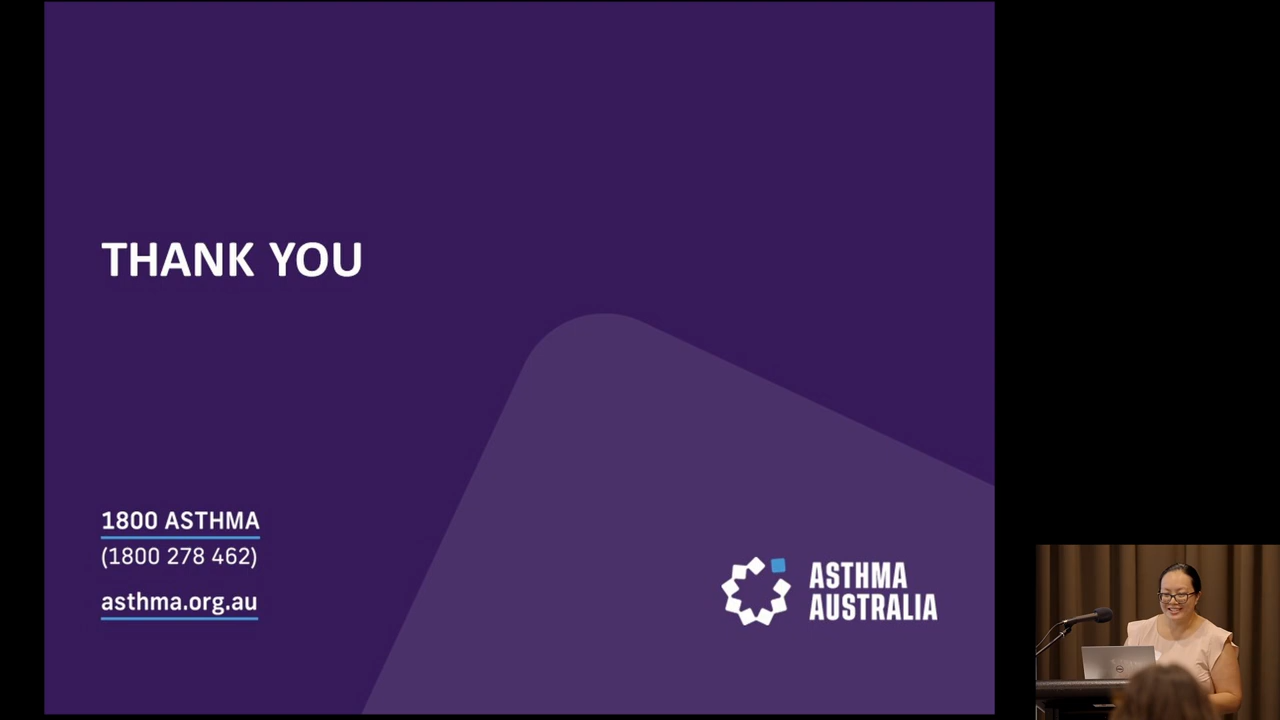 THANK YOU
1800 ASTHMA
(1800 278 462)
asthma.org.au
ASTHMA
AUSTRALIA